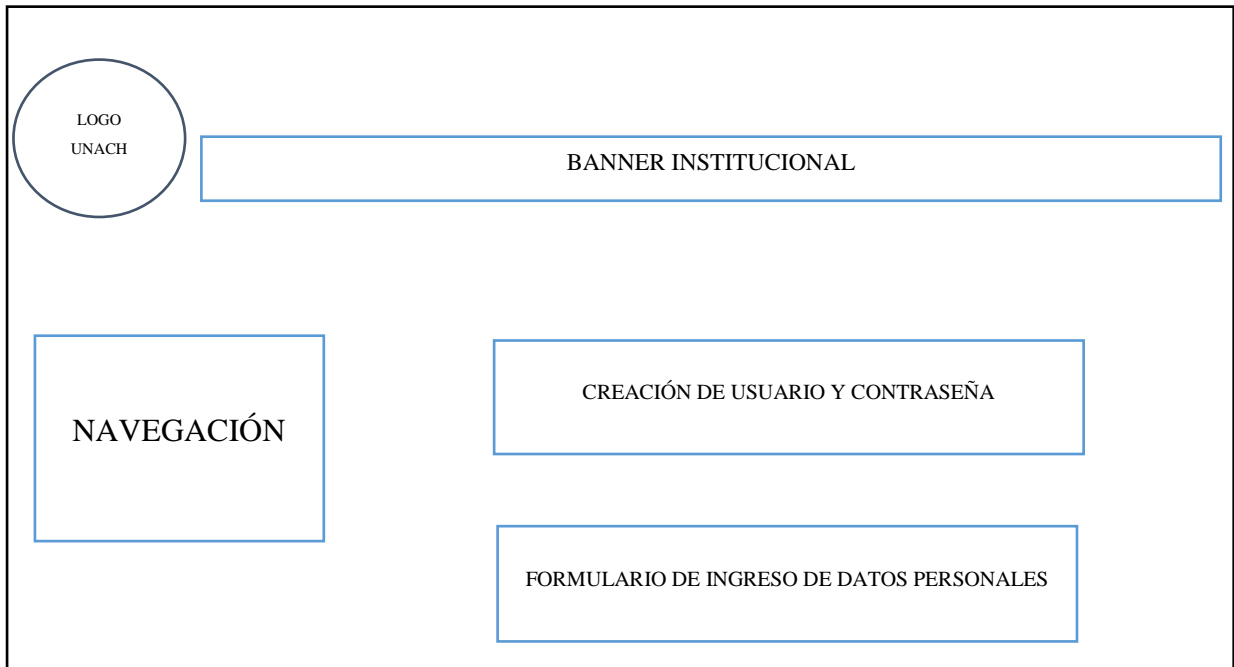 LOGO
UNACH
BANNER INSTITUCIONAL
NAVEGACIÓN
CREACIÓN DE USUARIO Y CONTRASEÑA
FORMULARIO DE INGRESO DE DATOS PERSONALES